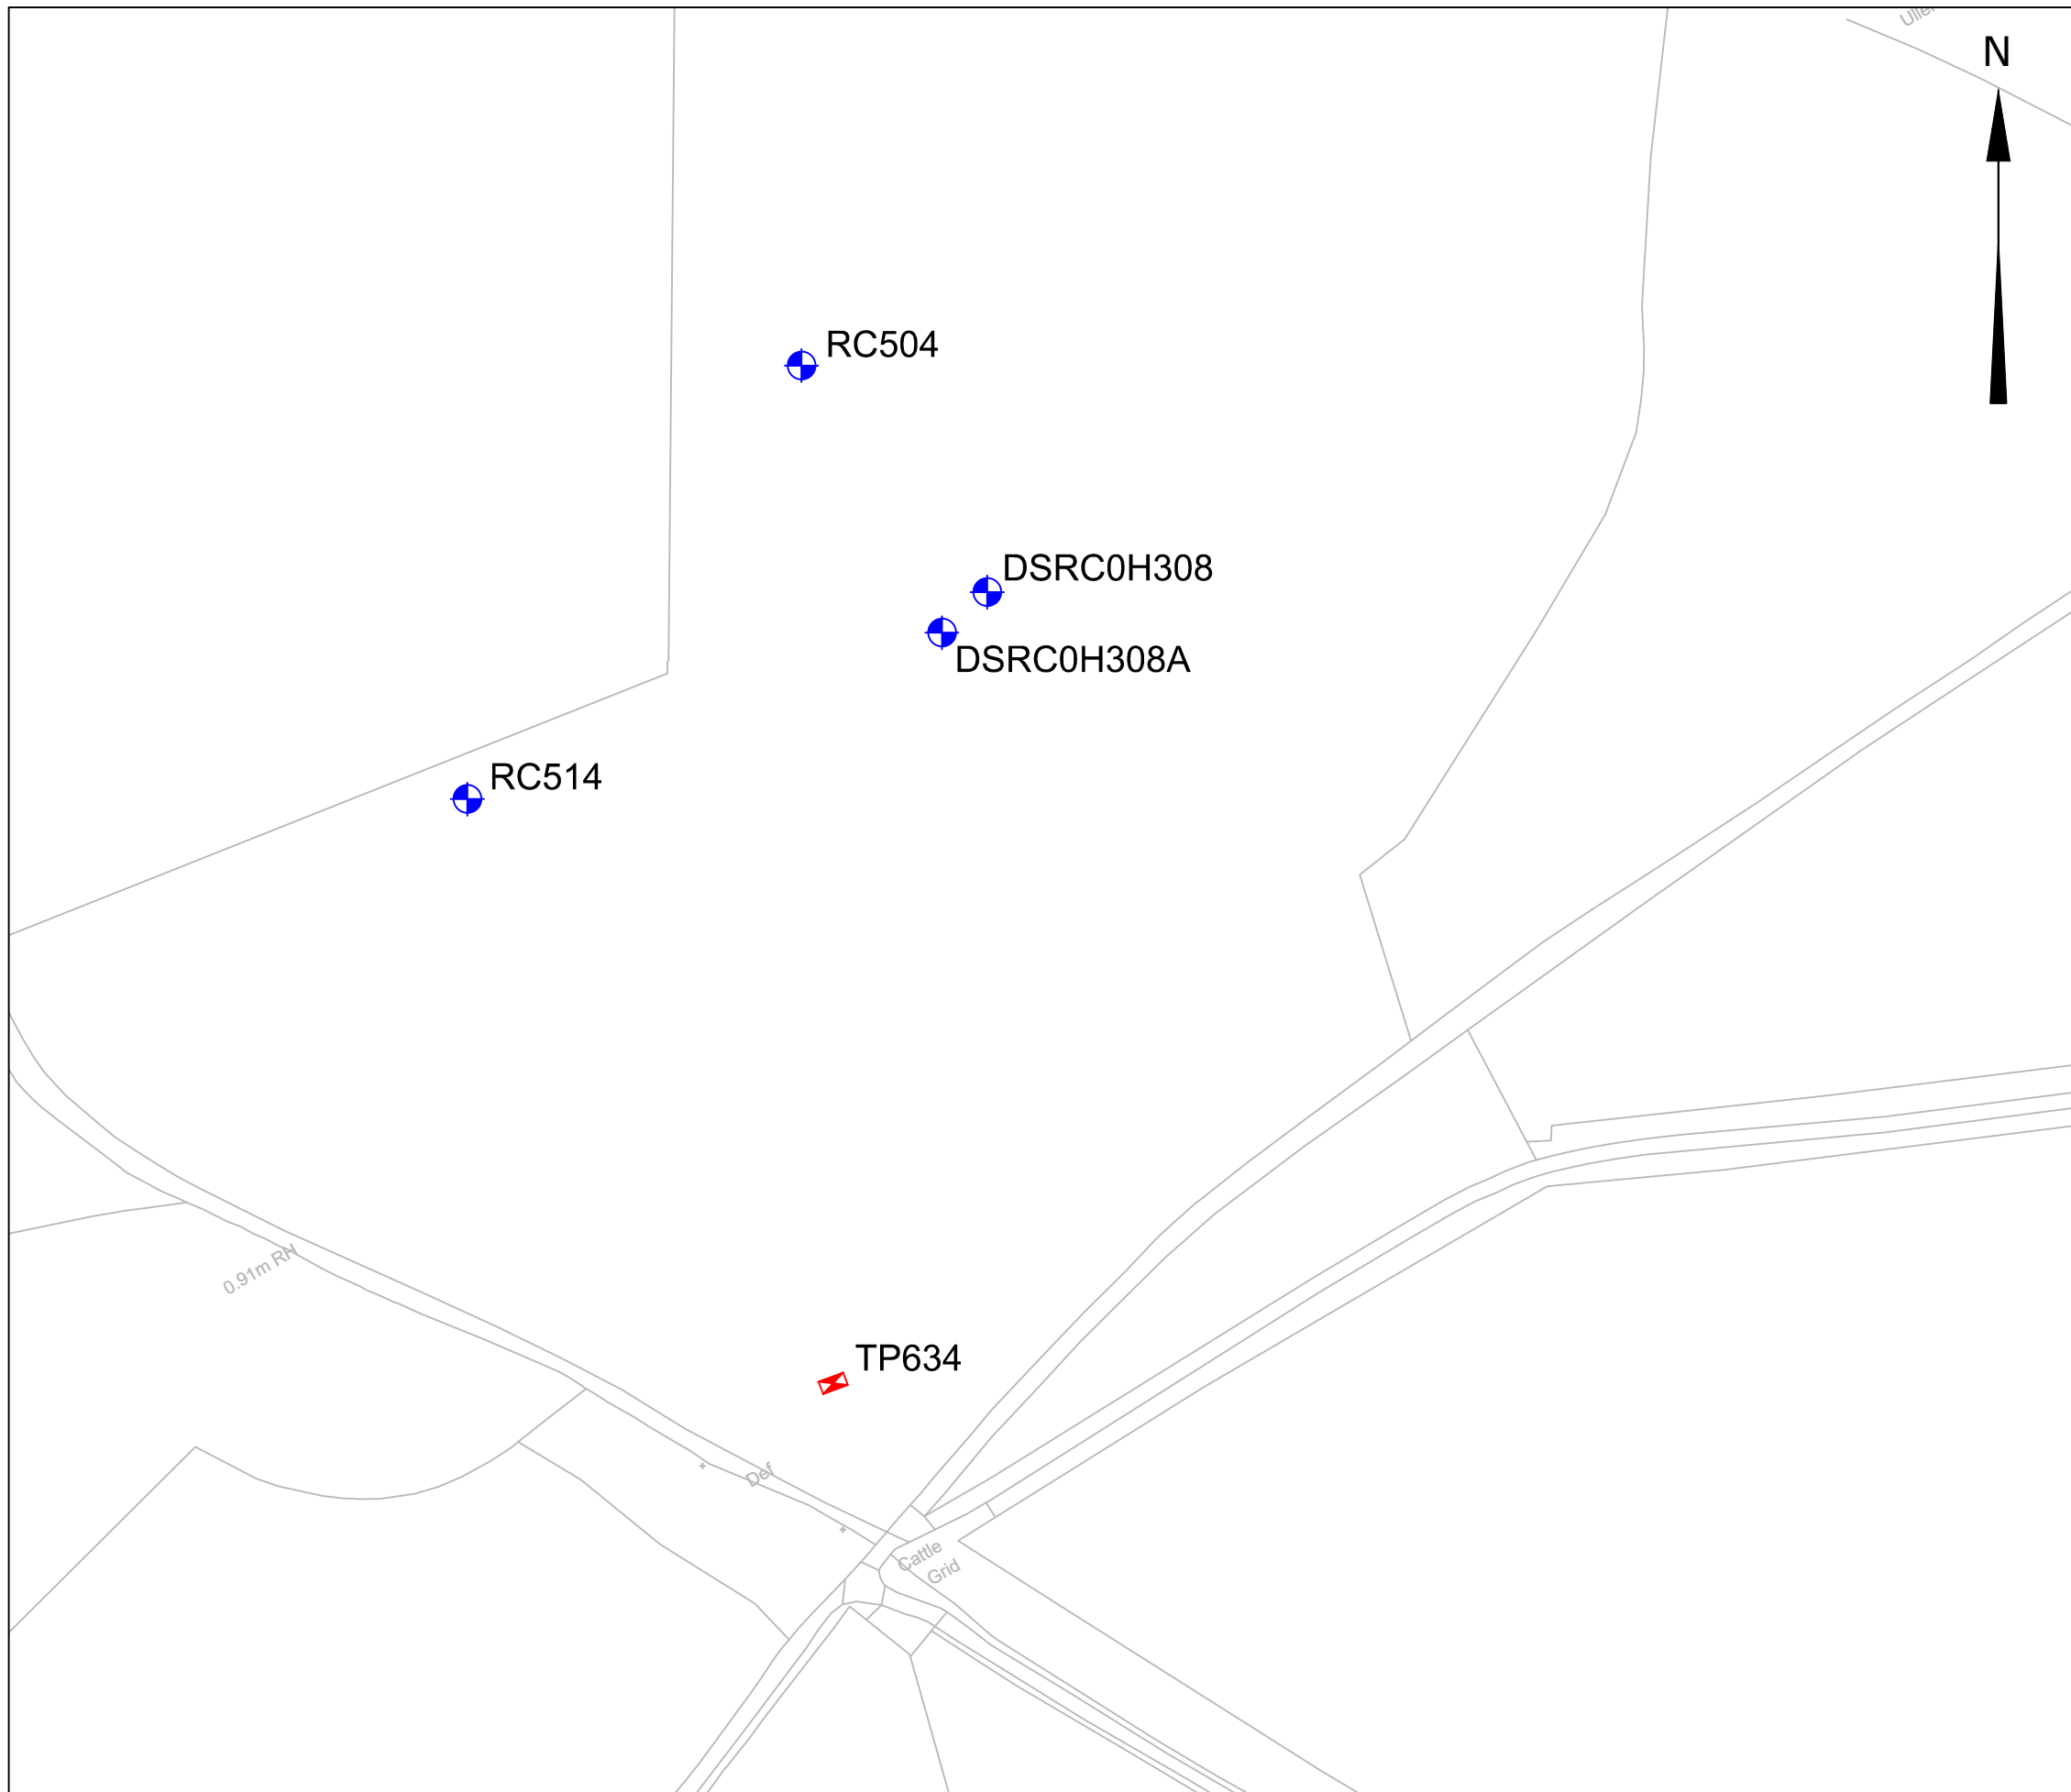 N
RC504
DSRC0H308
DSRC0H308A
RC514
0.91m RH
TP634
Def
Cattle
Grid